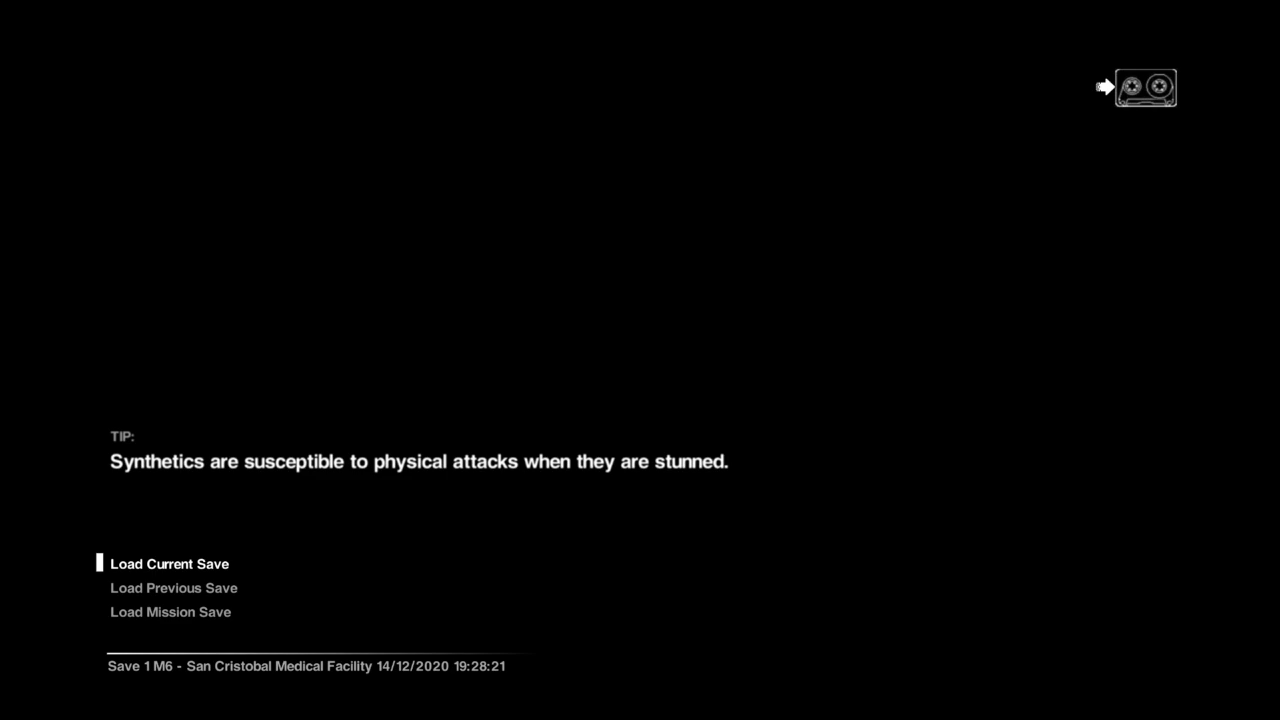 TIP:
Synthetics are susceptible to physical attacks when they are stunned.
Load Current Save
Load Previous Save
Load Mission Save
Save 1 M6 - San Cristobal Medical Facility 14/12/2020 19:28:21